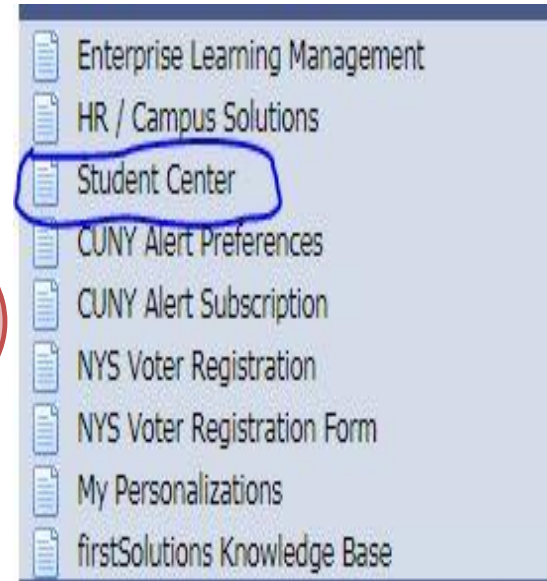 Enterprise Learning Management
HR / Campus Solutions
Student Center
CUNY Alert Preferences
CUNY Alert Subscription
NYS Voter Registration
NYS Voter Registration Form
My Personalizations
firstSolutions Knowledge Base